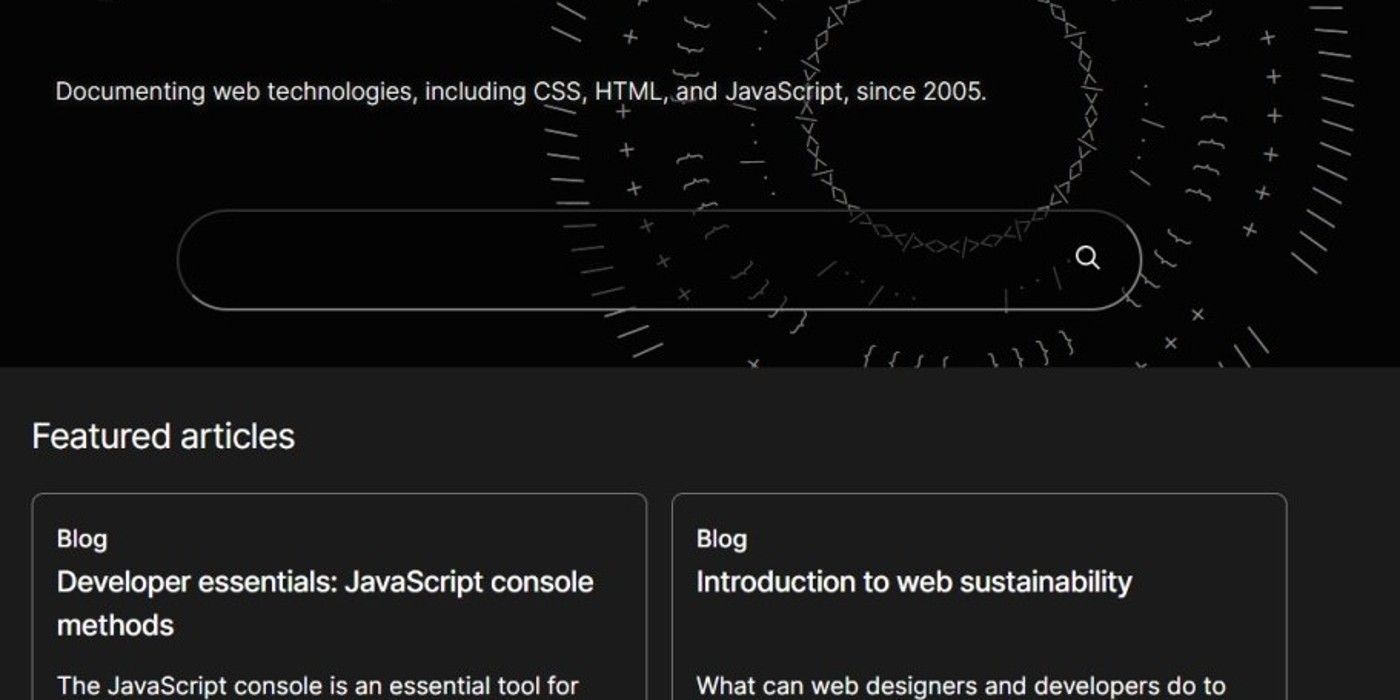 Documenting web technologies, including CSS, HTML, and JavaScript, since 2005.
Featured articles
Blog
Developer essentials: JavaScript console
methods
The JavaScript console is an essential tool for
Blog
Introduction to web sustainability
What can web designers and developers do to